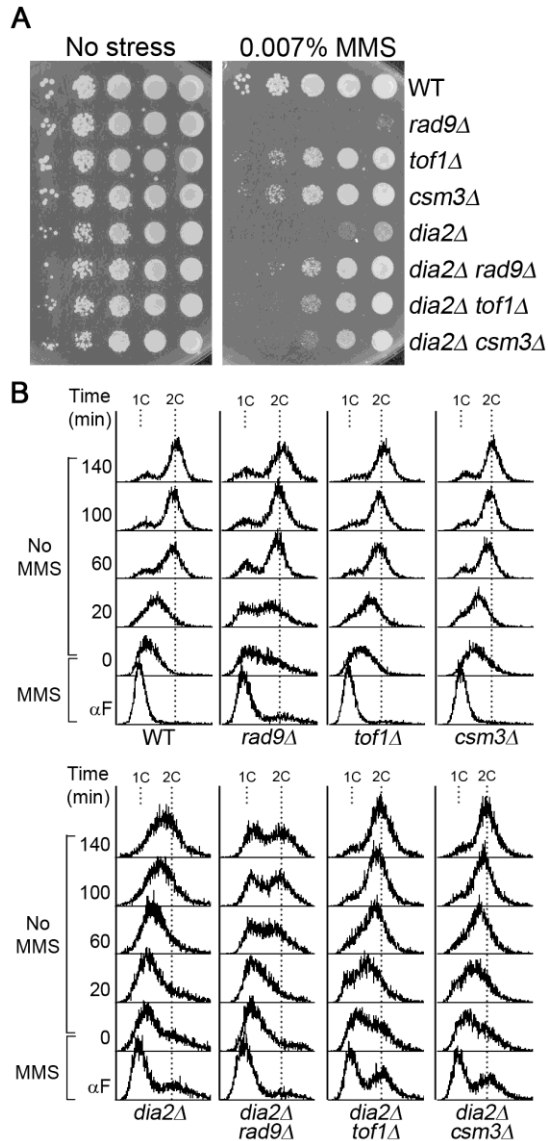 A
No stress 0.007% MMS
WT
rad9Δ
tof1Δ
csm3Δ
dia2Δ
dia2Δ rad9Δ
dia2Δ tof1Δ
dia2Δ csm3Δ
B
Time (min)
1C 2C 1C 2C 1C 2C 1C 2C
140
100
No MMS
60
20
0
MMS
αF
WT rad9Δ tof1Δ csm3Δ
Time (min)
1C 2C 1C 2C 1C 2C 1C 2C
140
100
No MMS
60
20
0
MMS
αF
dia2Δ dia2Δ dia2Δ dia2Δ
rad9Δ tof1Δ csm3Δ